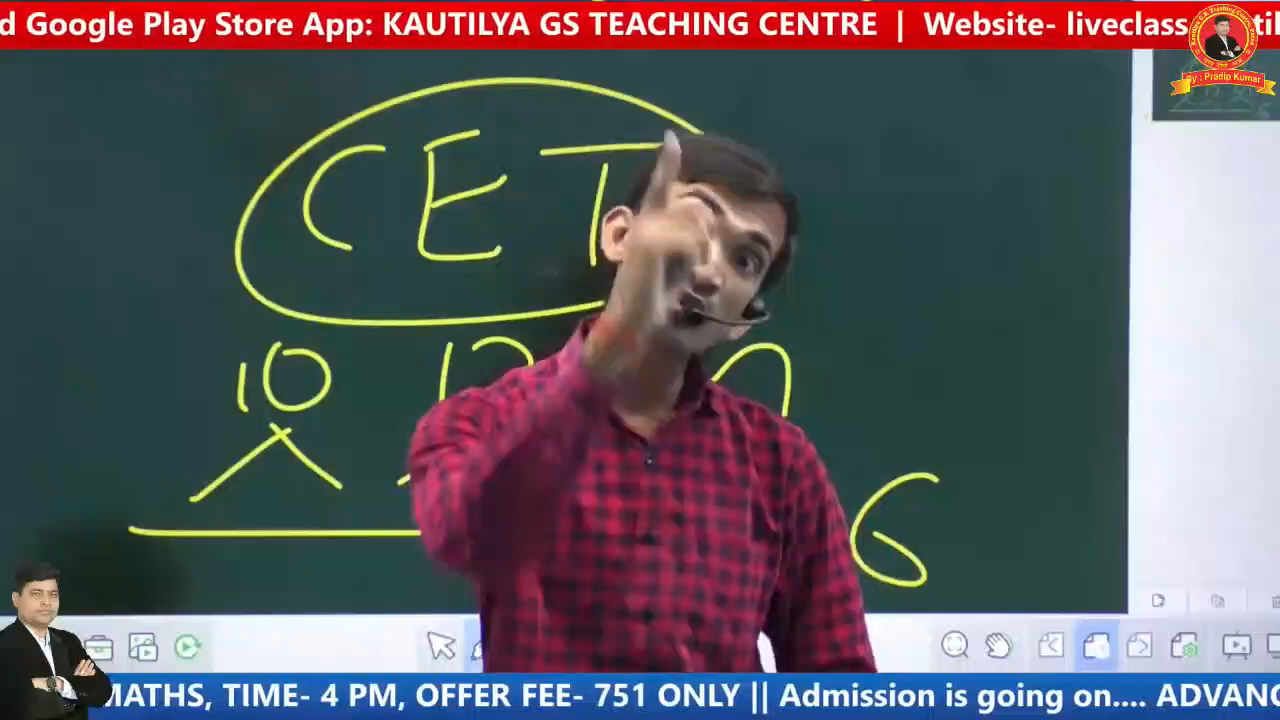 d Google Play Store App: KAUTILYA GS TEACHING CENTRE | Website- liveclass
By : Pradip Kumar
CET
10
6
MATHS, TIME- 4 PM, OFFER FEE- 751 ONLY || Admission is going on.... ADVANC